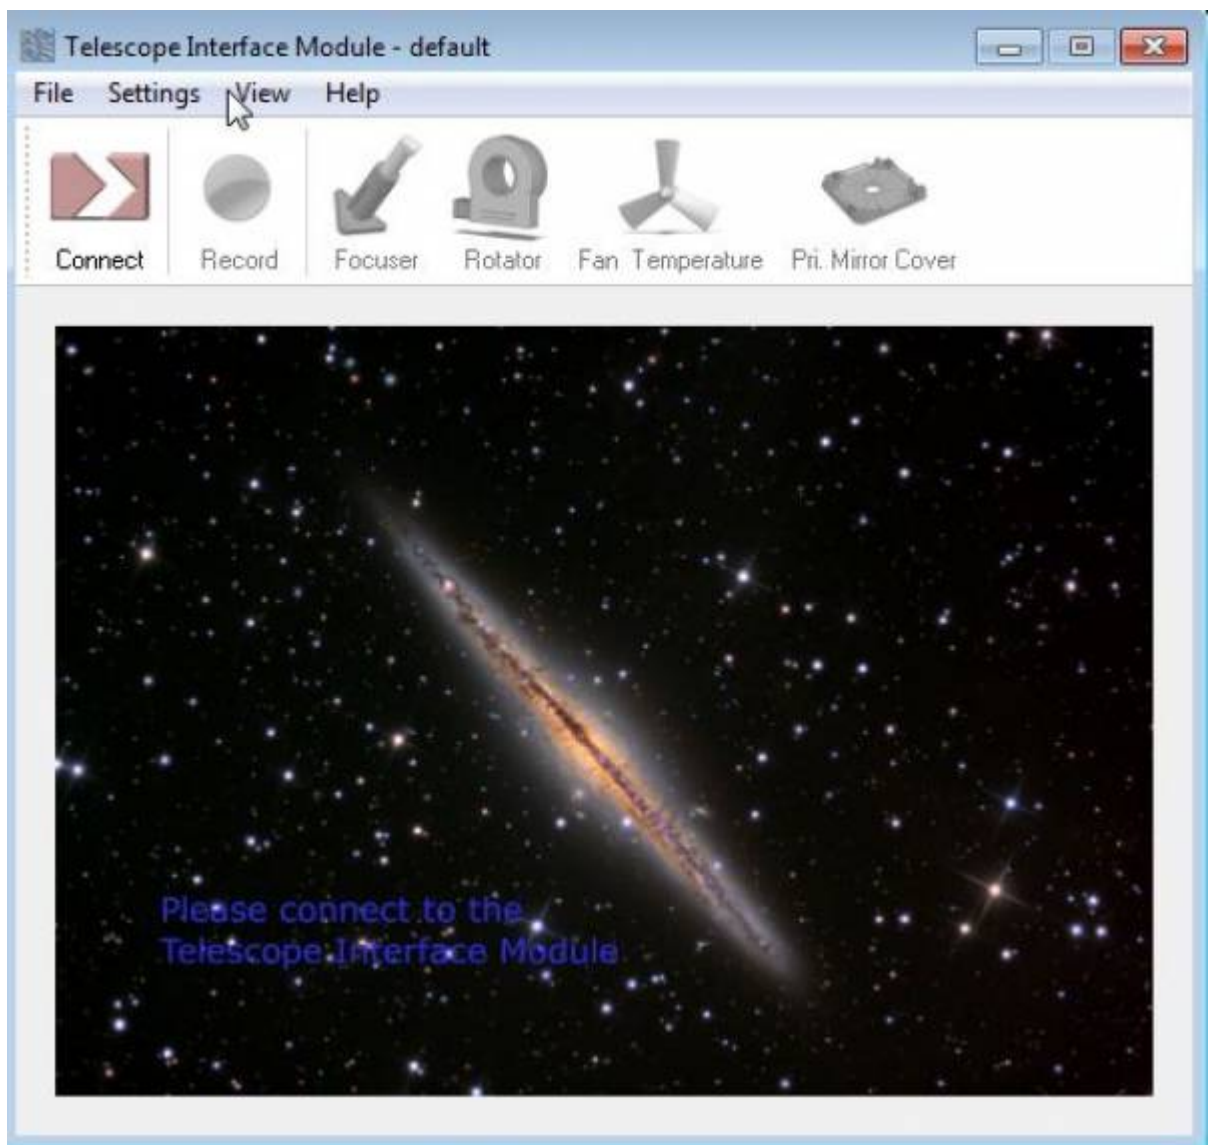 Telescope Interface Module - default
File Settings View Help
Connect Record Focuser Rotator Fan Temperature Pri. Mirror Cover
Please connect to the
Telescope Interface Module